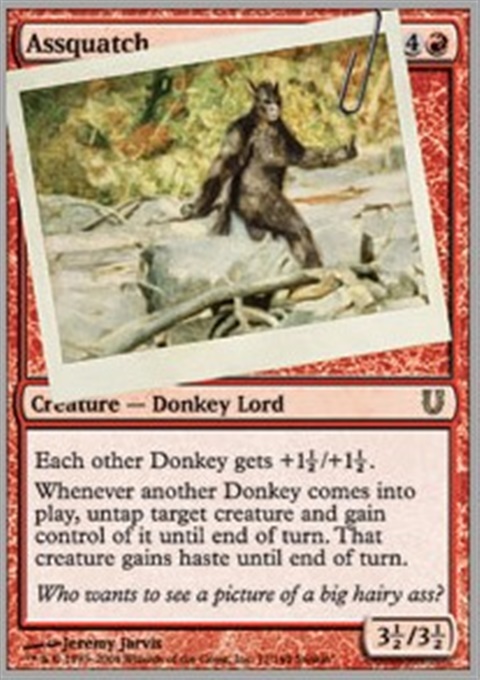 Assquatch 4
Creature — Donkey Lord
Each other Donkey gets +1½/+1½.
Whenever another Donkey comes into
play, untap target creature and gain
control of it until end of turn. That
creature gains haste until end of turn.
Who wants to see a picture of a big hairy ass?
Jeremy Jarvis
3½/3½